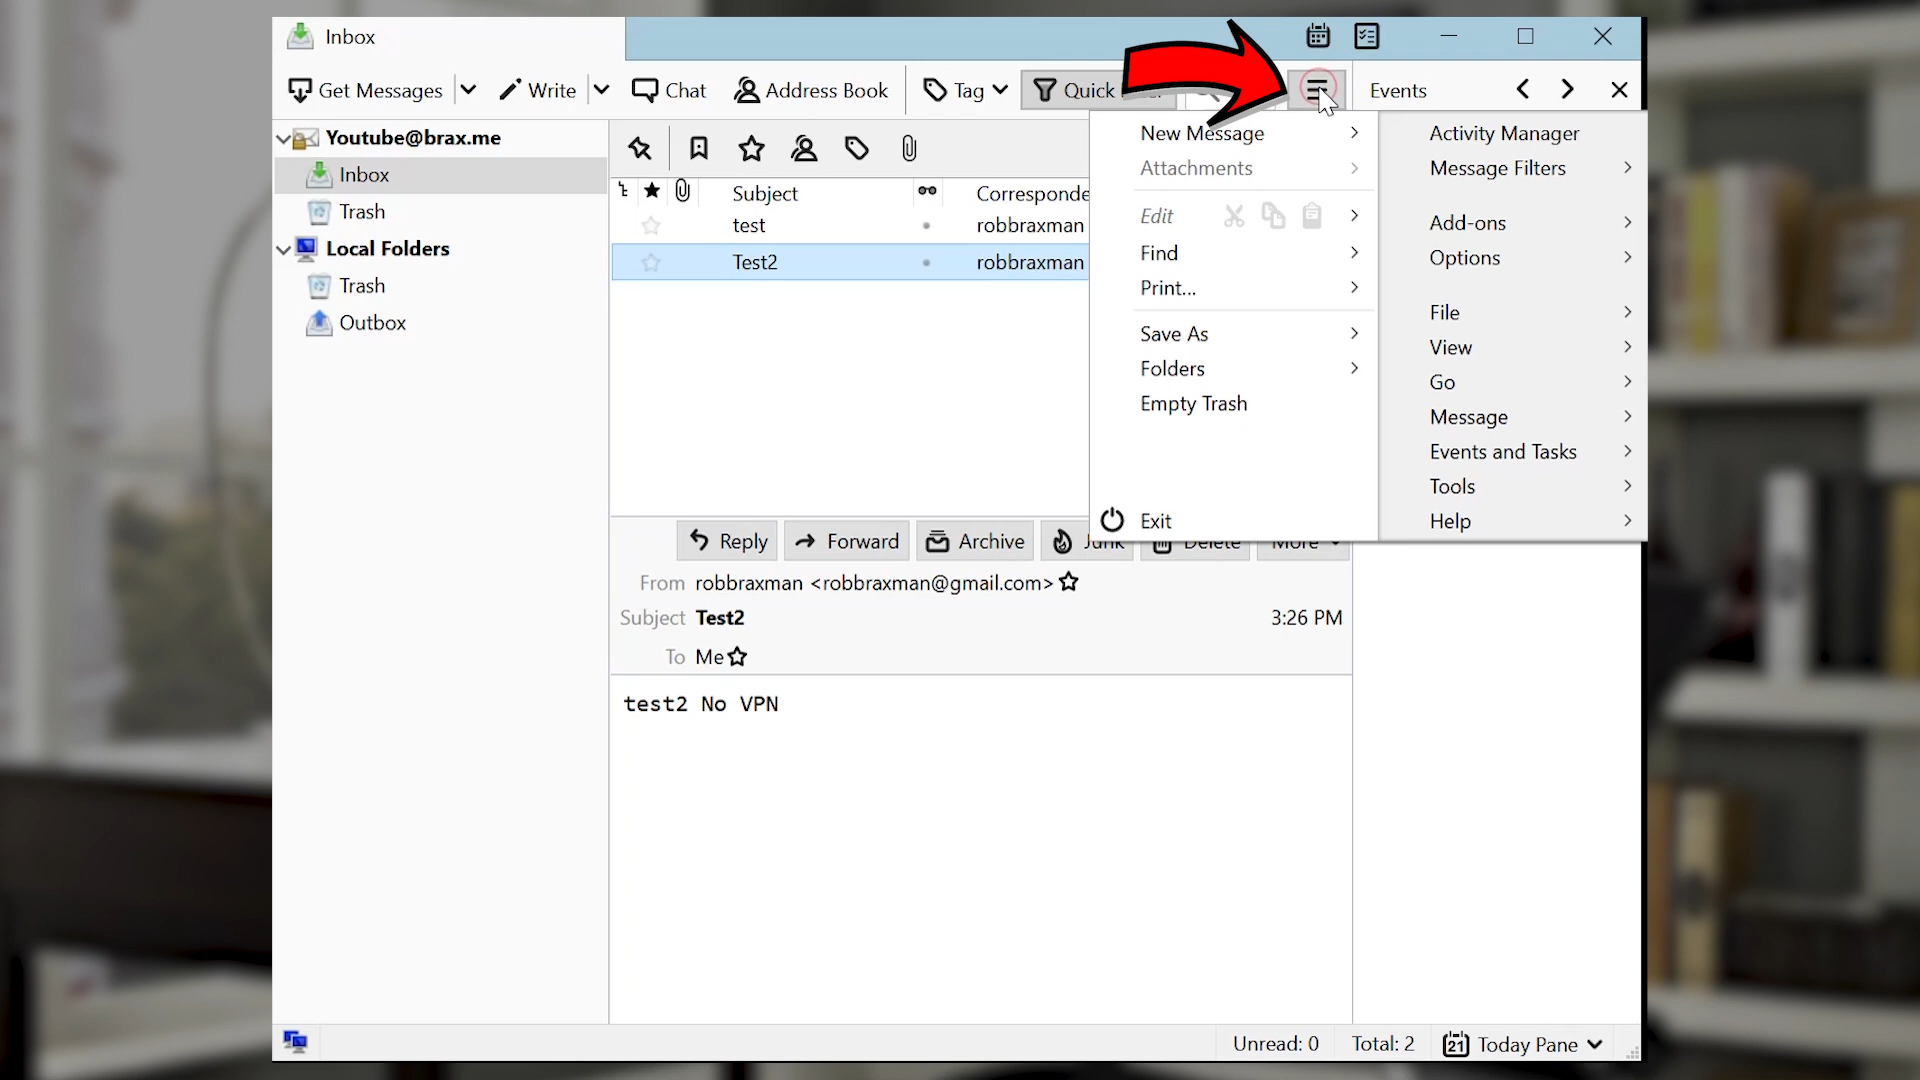 Inbox
Get Messages
Write
Chat
Address Book
Tag
Quick
Events
Youtube@brax.me
Inbox
Trash
Local Folders
Trash
Outbox
Subject
Corresponde
test
robbraxman
Test2
robbraxman
New Message
Attachments
Edit
Find
Print...
Save As
Folders
Empty Trash
Exit
Activity Manager
Message Filters
Add-ons
Options
File
View
Go
Message
Events and Tasks
Tools
Help
Reply
Forward
Archive
Junk
Delete
More
From robbraxman <robbraxman@gmail.com>
Subject Test2
3:26 PM
To Me
test2 No VPN
Unread: 0
Total: 2
21
Today Pane